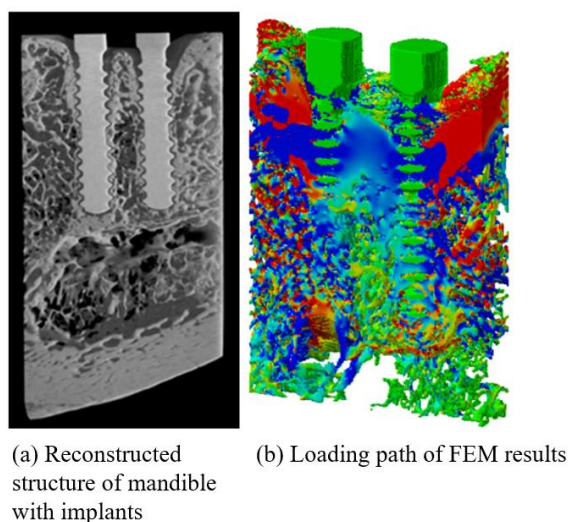 (a) Reconstructed
structure of mandible
with implants
(b) Loading path of FEM results